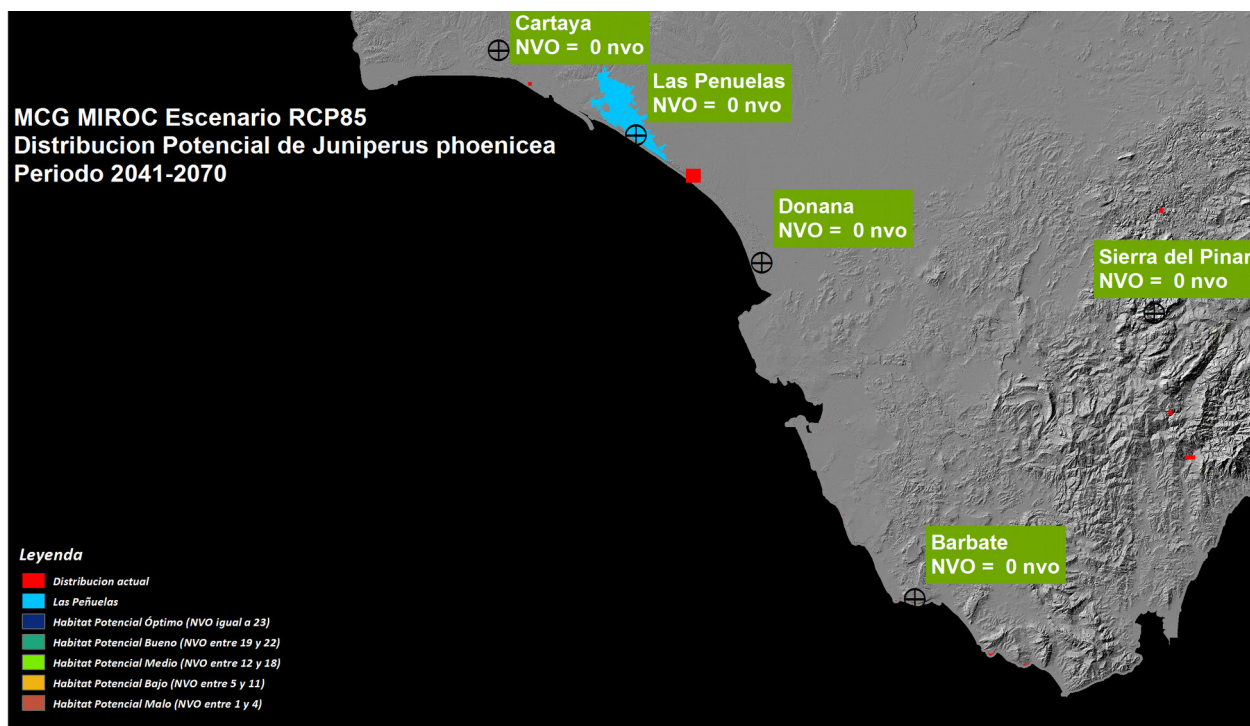 Cartaya
NVO = 0 nvo
Las Penuelas
NVO = 0 nvo
MCG MIROC Escenario RCP85
Distribucion Potencial de Juniperus phoenicea
Periodo 2041-2070
Donana
NVO = 0 nvo
Sierra del Pinar
NVO = 0 nvo
Barbate
NVO = 0 nvo
Leyenda
Distribucion actual
Las Peñuelas
Habitat Potencial Óptimo (NVO igual a 23)
Habitat Potencial Bueno (NVO entre 19 y 22)
Habitat Potencial Medio (NVO entre 12 y 18)
Habitat Potencial Bajo (NVO entre 5 y 11)
Habitat Potencial Malo (NVO entre 1 y 4)